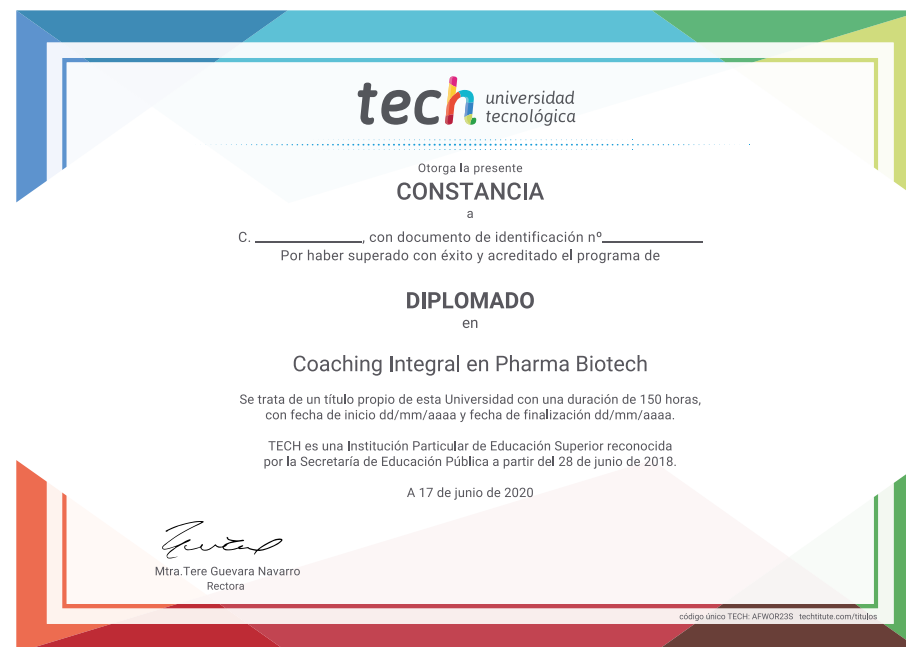 tech universidad
tecnológica
Otorga la presente
CONSTANCIA
a
C. ____________, con documento de identificación nº____________
Por haber superado con éxito y acreditado el programa de
DIPLOMADO
en
Coaching Integral en Pharma Biotech
Se trata de un título propio de esta Universidad con una duración de 150 horas,
con fecha de inicio dd/mm/aaaa y fecha de finalización dd/mm/aaaa.
TECH es una Institución Particular de Educación Superior reconocida
por la Secretaría de Educación Pública a partir del 28 de junio de 2018.
A 17 de junio de 2020
Mtra.Tere Guevara Navarro
Rectora
código único TECH: AFWOR23S techtitute.com/titulos